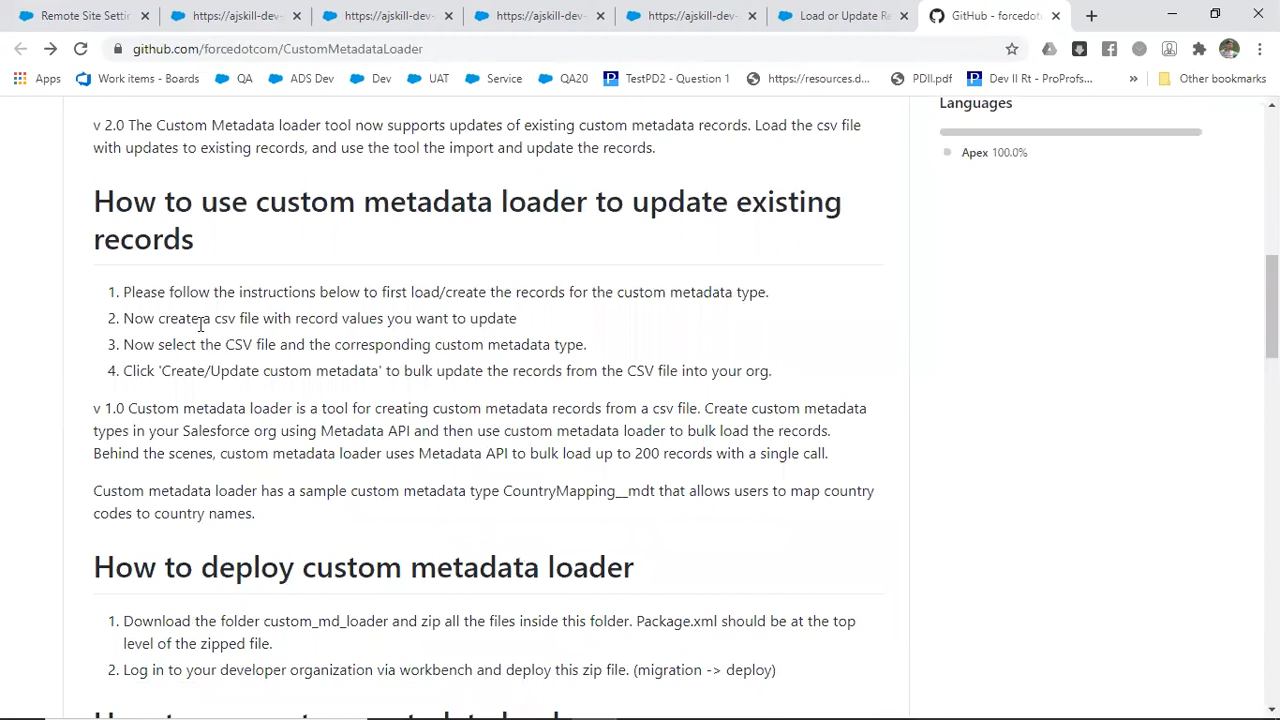 Remote Site Setti
https://ajskill-dev-
https://ajskill-dev-
https://ajskill-dev-
https://ajskill-dev-
Load or Update Re
GitHub - forcedot
github.com/forcedotcom/CustomMetadataLoader
Apps
Work items - Boards
QA
ADS Dev
Dev
UAT
Service
QA20
TestPD2 - Question 1
https://resources.d...
PDII.pdf
Dev II Rt - ProProfs...
»
Other bookmarks
Languages
Apex 100.0%
v 2.0 The Custom Metadata loader tool now supports updates of existing custom metadata records. Load the csv file
with updates to existing records, and use the tool the import and update the records.
How to use custom metadata loader to update existing
records
1. Please follow the instructions below to first load/create the records for the custom metadata type.
2. Now create a csv file with record values you want to update
3. Now select the CSV file and the corresponding custom metadata type.
4. Click 'Create/Update custom metadata' to bulk update the records from the CSV file into your org.
v 1.0 Custom metadata loader is a tool for creating custom metadata records from a csv file. Create custom metadata
types in your Salesforce org using Metadata API and then use custom metadata loader to bulk load the records.
Behind the scenes, custom metadata loader uses Metadata API to bulk load up to 200 records with a single call.
Custom metadata loader has a sample custom metadata type CountryMapping__mdt that allows users to map country
codes to country names.
How to deploy custom metadata loader
1. Download the folder custom_md_loader and zip all the files inside this folder. Package.xml should be at the top
level of the zipped file.
2. Log in to your developer organization via workbench and deploy this zip file. (migration -> deploy)